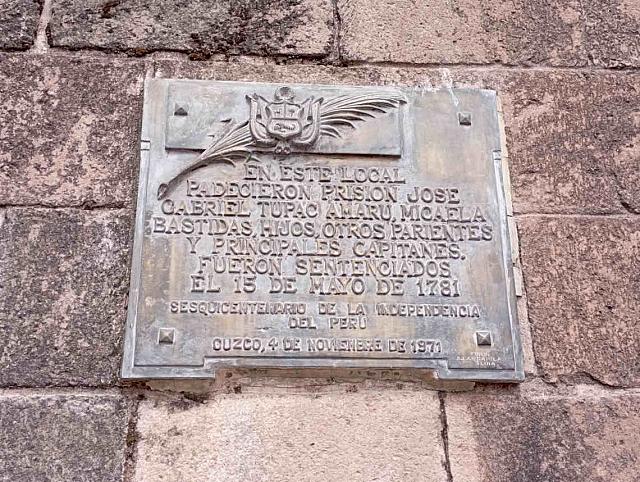 EN ESTE LOCAL
PADECIERON PRISION JOSE
GABRIEL TUPAC AMARU, MICAELA
BASTIDAS, HIJOS, OTROS PARIENTES
Y PRINCIPALES CAPITANES.
FUERON SENTENCIADOS
EL 15 DE MAYO DE 1781
SESQUICENTENARIO DE LA INDEPENDENCIA
DEL PERÚ
CUZCO, 4 DE NOVIEMBRE DE 1971